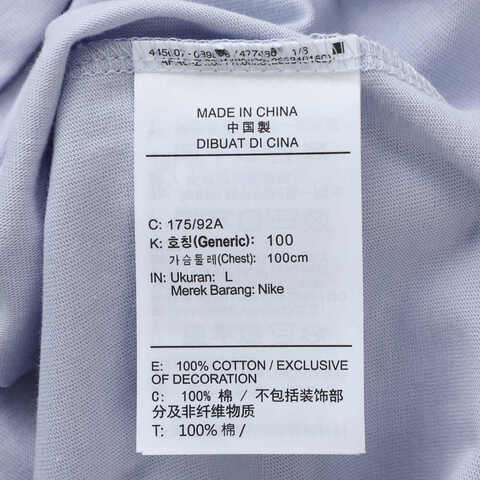 MADE IN CHINA
中国製
DIBUAT DI CINA
C: 175/92A
K: 호칭(Generic): 100
가슴둘레(Chest): 100cm
IN: Ukuran: L
Merek Barang: Nike
E: 100% COTTON / EXCLUSIVE
OF DECORATION
C: 100% 棉 / 不包括装饰部
分及非纤维物质
T: 100% 棉 /